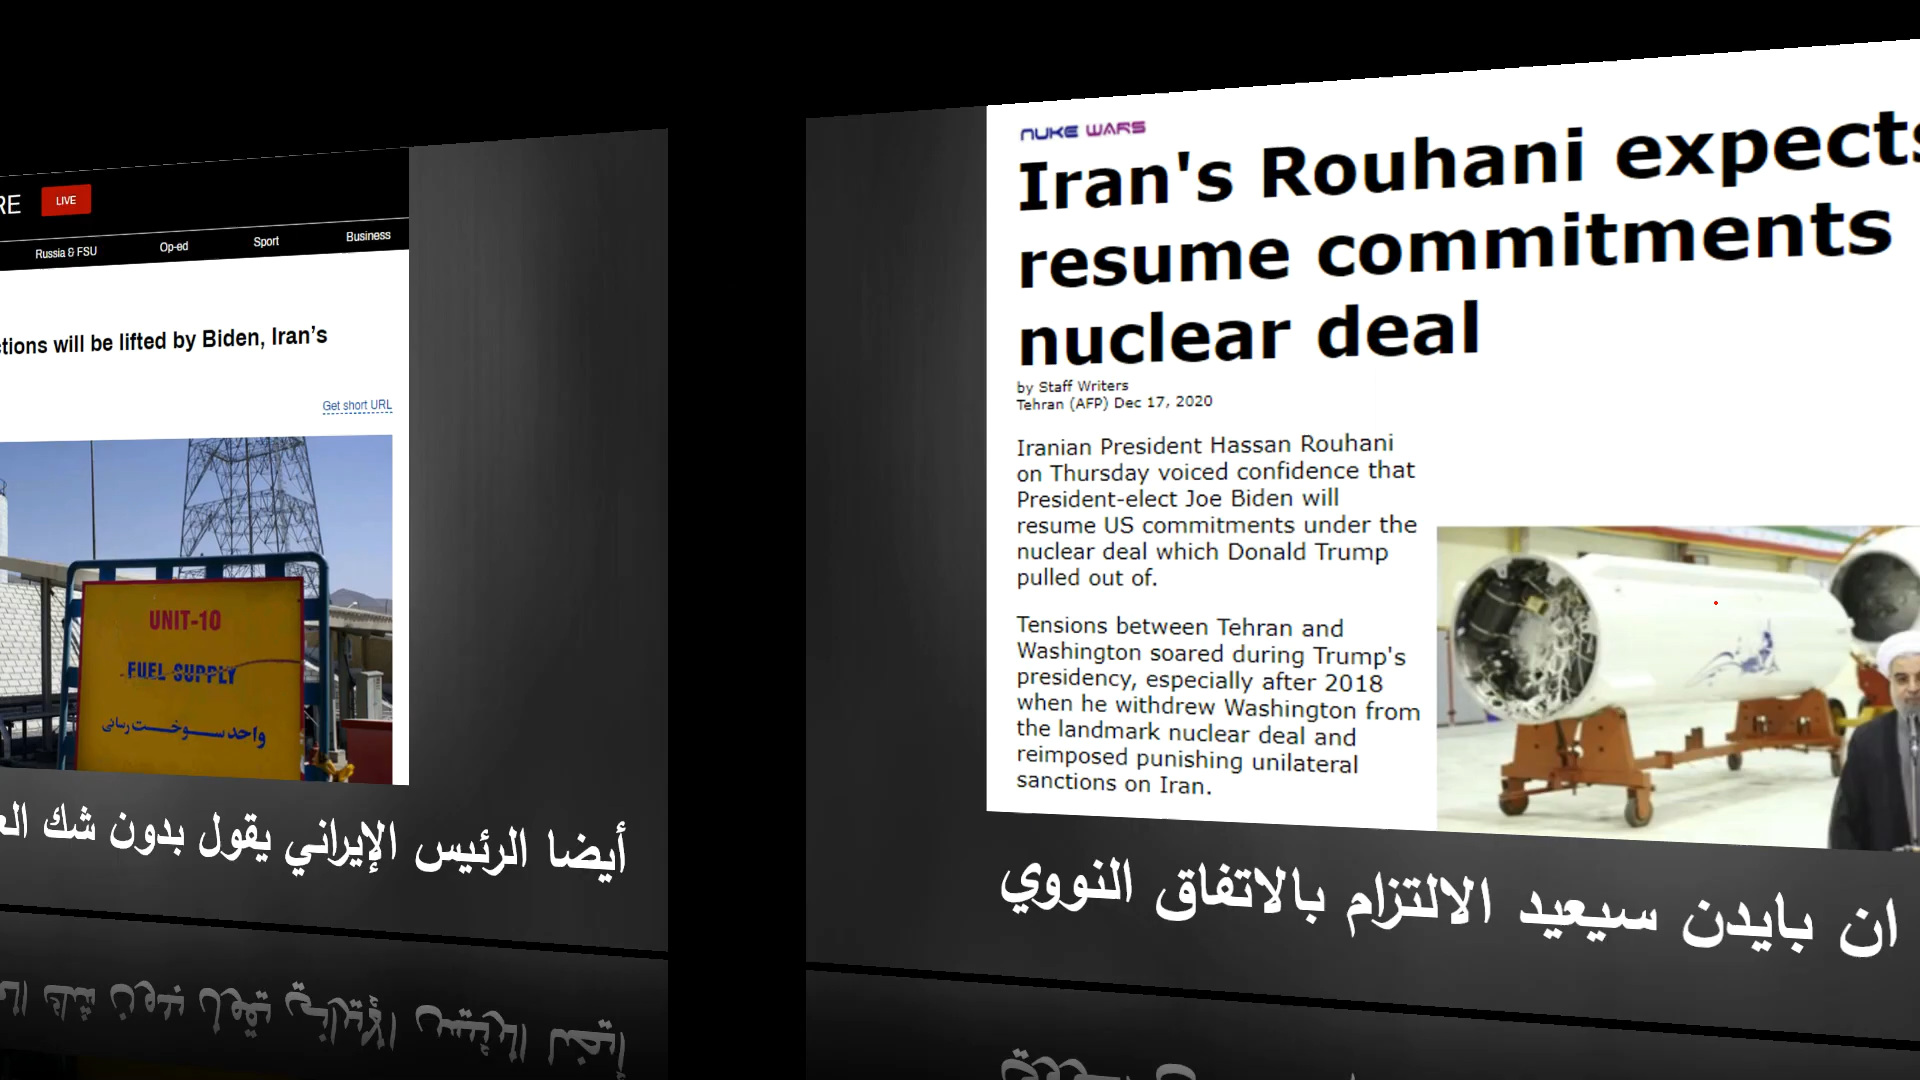 LIVE
Russia & FSU Op-ed Sport Business
will be lifted by Biden, Iran's
Get short URL
UNIT-10
FUEL SUPPLY
واحد سوخت رسانی
أيضا الرئيس الإيراني يقول بدون شك
NUKE WARS
Iran's Rouhani expects
resume commitments
nuclear deal
by Staff Writers
Tehran (AFP) Dec 17, 2020
Iranian President Hassan Rouhani
on Thursday voiced confidence that
President-elect Joe Biden will
resume US commitments under the
nuclear deal which Donald Trump
pulled out of.
Tensions between Tehran and
Washington soared during Trump's
presidency, especially after 2018
when he withdrew Washington from
the landmark nuclear deal and
reimposed punishing unilateral
sanctions on Iran.
ان بايدن سيعيد الالتزام بالاتفاق النووي